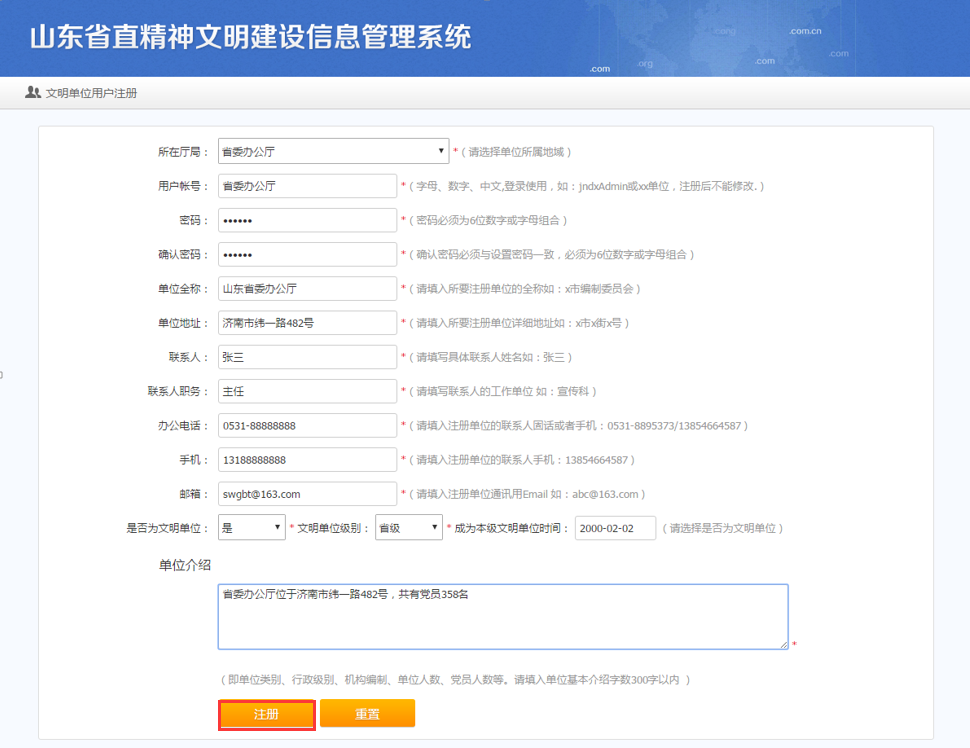 山东省直精神文明建设信息管理系统
.com.cn
.com
.com
.org
.com
文明单位用户注册
所在厅局： 省委办公厅 *（ 请选择单位所属地域 ）
用户帐号： 省委办公厅 *（ 字母、数字、中文,登录使用，如：jndxAdmin或xx单位，注册后不能修改。）
密码： •••••• *（ 密码必须为6位数字或字母组合 ）
确认密码： •••••• *（ 确认密码必须与设置密码一致，必须为6位数字或字母组合 ）
单位全称： 山东省委办公厅 *（ 请填入所要注册单位的全称如：x市编制委员会 ）
单位地址： 济南市纬一路482号 *（ 请填入所要注册单位详细地址如：x市x街x号 ）
联系人： 张三 *（ 请填写具体联系人姓名如：张三 ）
联系人职务： 主任 *（ 请填写联系人的工作单位 如：宣传科 ）
办公电话： 0531-88888888 *（ 请填入注册单位的联系人固话或者手机：0531-8895373/13854664587 ）
手机： 13188888888 *（ 请填入注册单位的联系人手机：13854664587 ）
邮箱： swgbt@163.com *（ 请填入注册单位通讯用Email 如：abc@163.com ）
是否为文明单位： 是 * 文明单位级别： 省级 * 成为本级文明单位时间： 2000-02-02 （ 请选择是否为文明单位 ）
单位介绍
省委办公厅位于济南市纬一路482号，共有党员358名
*
（ 即单位类别、行政级别、机构编制、单位人数、党员人数等。请填入单位基本介绍字数300字以内 ）
注册 重置